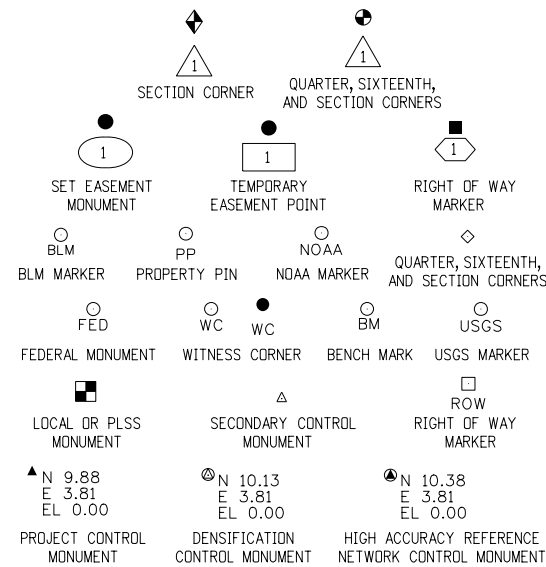 1
1
SECTION CORNER
QUARTER, SIXTEENTH,
AND SECTION CORNERS
1
1
1
SET EASEMENT
MONUMENT
TEMPORARY
EASEMENT POINT
RIGHT OF WAY
MARKER
BLM
BLM MARKER
PP
PROPERTY PIN
NOAA
NOAA MARKER
QUARTER, SIXTEENTH,
AND SECTION CORNERS
FED
FEDERAL MONUMENT
WC
WC
WITNESS CORNER
BM
BENCH MARK
USGS
USGS MARKER
LOCAL OR PLSS
MONUMENT
SECONDARY CONTROL
MONUMENT
ROW
RIGHT OF WAY
MARKER
N 9.88
E 3.81
EL 0.00
PROJECT CONTROL
MONUMENT
N 10.13
E 3.81
EL 0.00
DENSIFICATION
CONTROL MONUMENT
N 10.38
E 3.81
EL 0.00
HIGH ACCURACY REFERENCE
NETWORK CONTROL MONUMENT